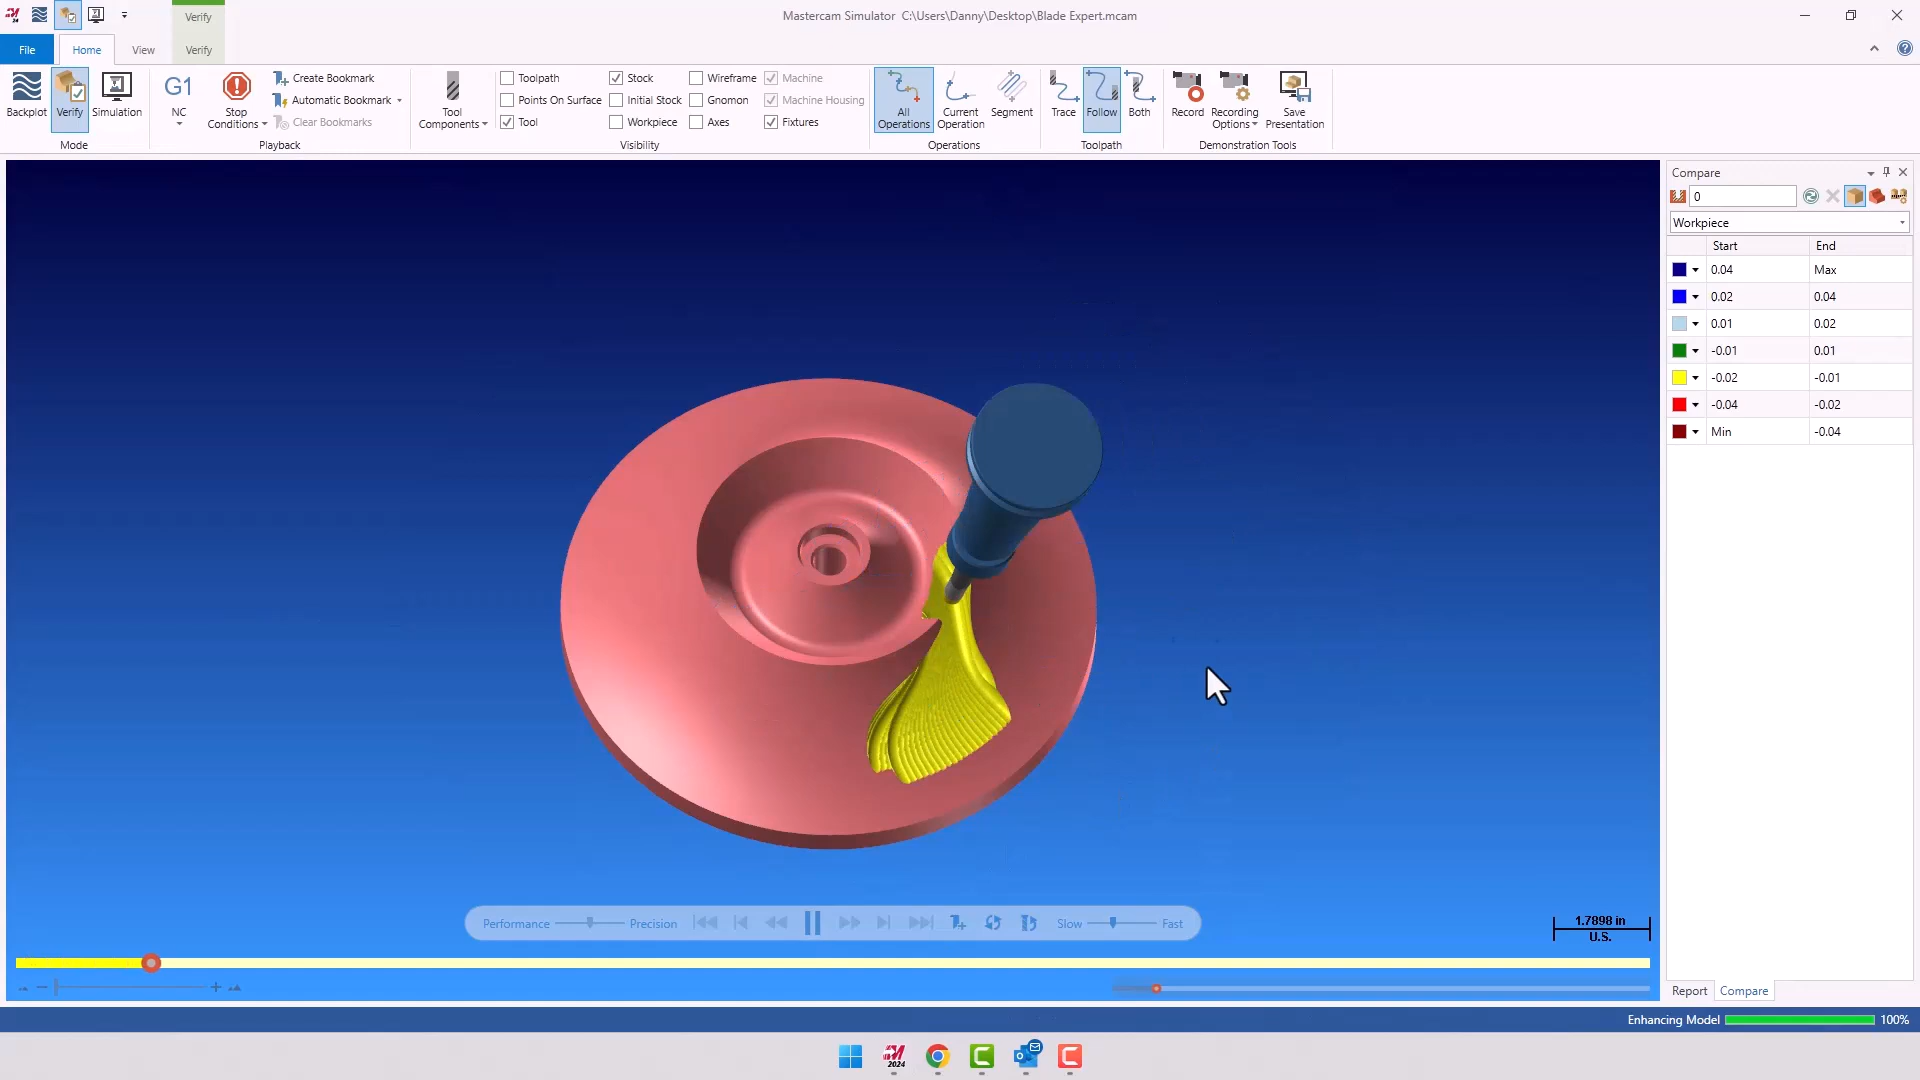 Verify
Mastercam Simulator  C:\Users\Danny\Desktop\Blade Expert.mcam
File
Home
View
Verify
Backplot
Verify
Simulation
Mode
G1
NC
Stop Conditions
Create Bookmark
Automatic Bookmark
Clear Bookmarks
Playback
Tool Components
Toolpath
Points On Surface
Tool
Stock
Initial Stock
Workpiece
Wireframe
Gnomon
Axes
Machine
Machine Housing
Fixtures
Visibility
All Operations
Current Operation
Segment
Operations
Trace
Follow
Both
Toolpath
Record
Recording Options
Save Presentation
Demonstration Tools
Compare
0
Workpiece
Start End
0.04 Max
0.02 0.04
0.01 0.02
-0.01 0.01
-0.02 -0.01
-0.04 -0.02
Min -0.04
Performance
Precision
Slow
Fast
1.7898 in
U.S.
Report
Compare
Enhancing Model
100%
2024